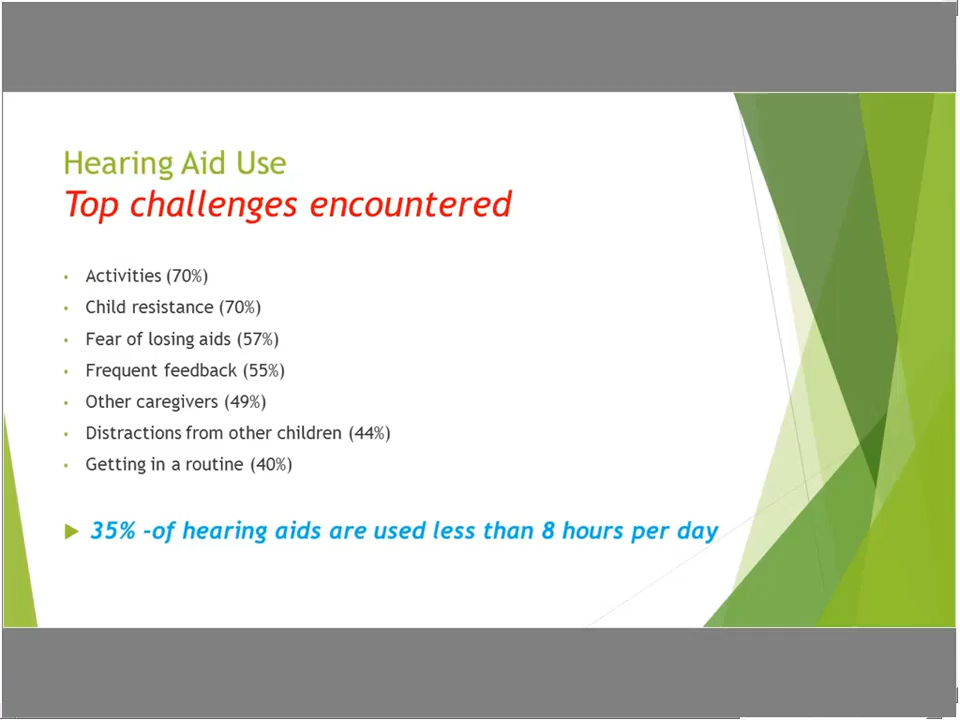 Hearing Aid Use
Top challenges encountered
• Activities (70%)
• Child resistance (70%)
• Fear of losing aids (57%)
• Frequent feedback (55%)
• Other caregivers (49%)
• Distractions from other children (44%)
• Getting in a routine (40%)
35% -of hearing aids are used less than 8 hours per day